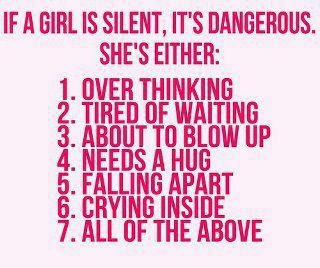 IF A GIRL IS SILENT, IT'S DANGEROUS.
SHE'S EITHER:
1. OVER THINKING
2. TIRED OF WAITING
3. ABOUT TO BLOW UP
4. NEEDS A HUG
5. FALLING APART
6. CRYING INSIDE
7. ALL OF THE ABOVE